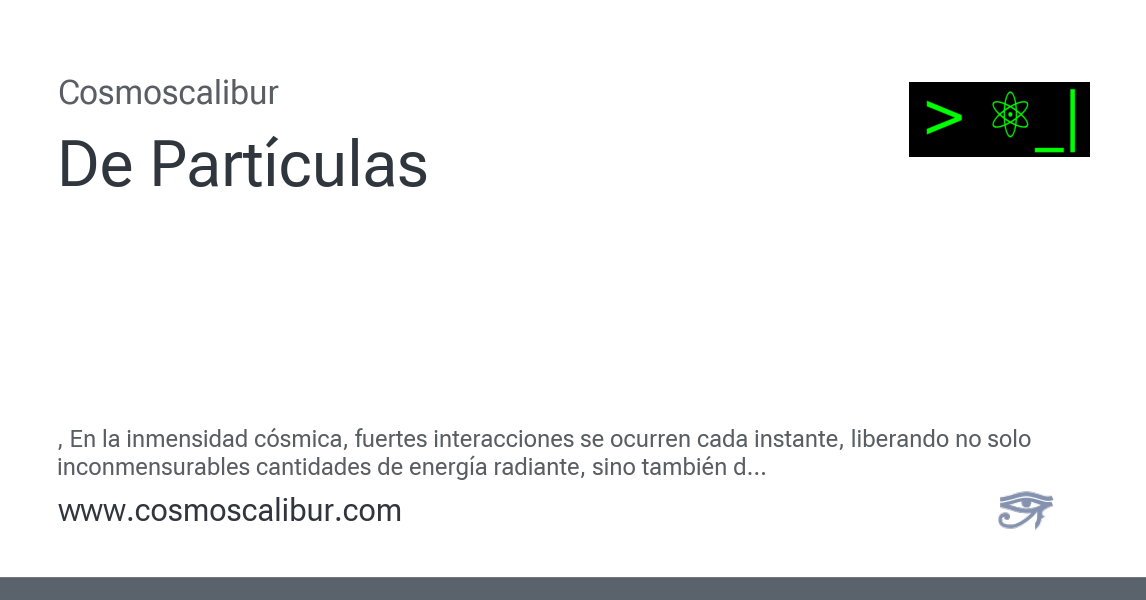 Cosmoscalibur
> ⚛ _|
De Partículas
, En la inmensidad cósmica, fuertes interacciones se ocurren cada instante, liberando no solo
inconmensurables cantidades de energía radiante, sino también d...
www.cosmoscalibur.com